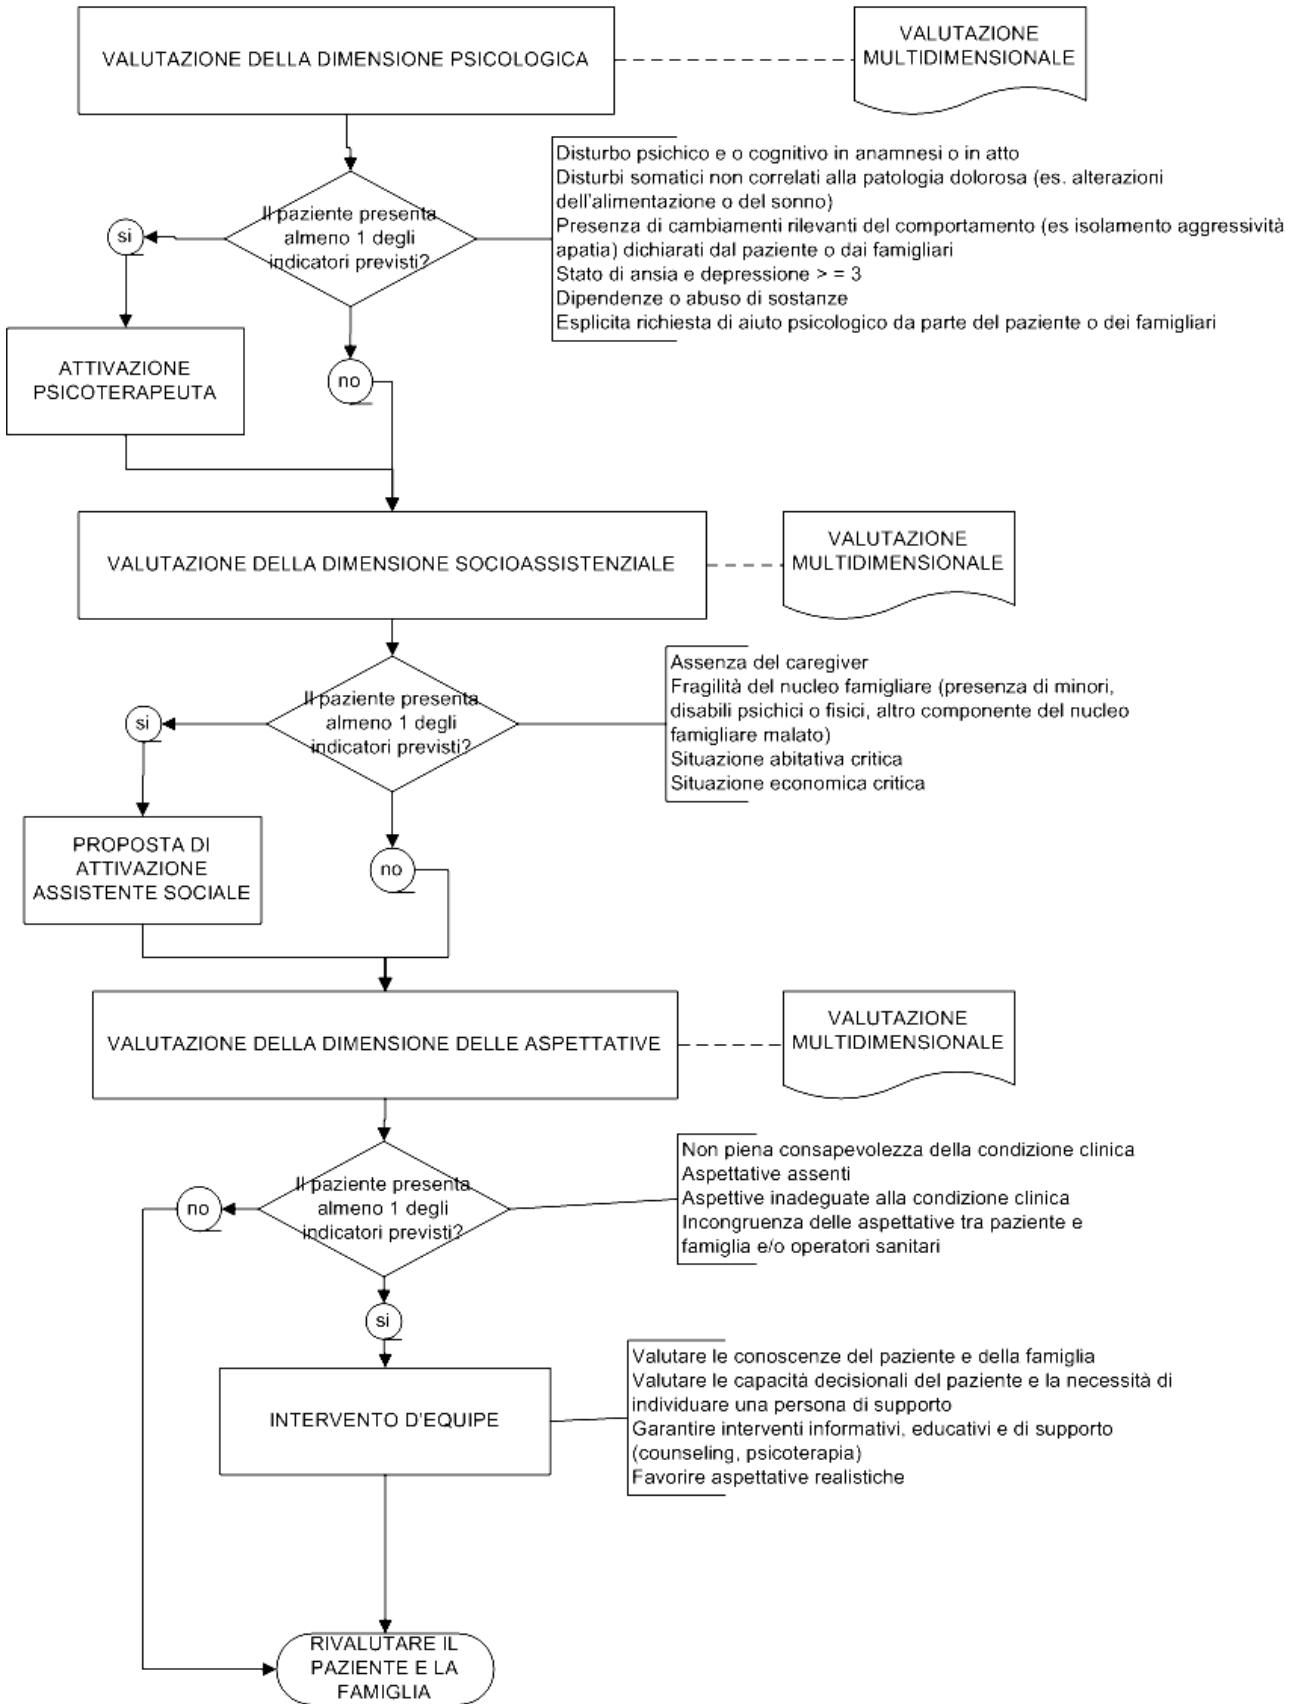 VALUTAZIONE DELLA DIMENSIONE PSICOLOGICA
VALUTAZIONE
MULTIDIMENSIONALE
Il paziente presenta
almeno 1 degli
indicatori previsti?
Disturbo psichico e o cognitivo in anamnesi o in atto
Disturbi somatici non correlati alla patologia dolorosa (es. alterazioni
dell'alimentazione o del sonno)
Presenza di cambiamenti rilevanti del comportamento (es isolamento aggressività
apatia) dichiarati dal paziente o dai famigliari
Stato di ansia e depressione > = 3
Dipendenze o abuso di sostanze
Esplicita richiesta di aiuto psicologico da parte del paziente o dei famigliari
si
ATTIVAZIONE
PSICOTERAPEUTA
no
VALUTAZIONE DELLA DIMENSIONE SOCIOASSISTENZIALE
VALUTAZIONE
MULTIDIMENSIONALE
Il paziente presenta
almeno 1 degli
indicatori previsti?
Assenza del caregiver
Fragilità del nucleo famigliare (presenza di minori,
disabili psichici o fisici, altro componente del nucleo
famigliare malato)
Situazione abitativa critica
Situazione economica critica
si
PROPOSTA DI
ATTIVAZIONE
ASSISTENTE SOCIALE
no
VALUTAZIONE DELLA DIMENSIONE DELLE ASPETTATIVE
VALUTAZIONE
MULTIDIMENSIONALE
Il paziente presenta
almeno 1 degli
indicatori previsti?
Non piena consapevolezza della condizione clinica
Aspettative assenti
Aspettive inadeguate alla condizione clinica
Incongruenza delle aspettative tra paziente e
famiglia e/o operatori sanitari
no
si
INTERVENTO D'EQUIPE
Valutare le conoscenze del paziente e della famiglia
Valutare le capacità decisionali del paziente e la necessità di
individuare una persona di supporto
Garantire interventi informativi, educativi e di supporto
(counseling, psicoterapia)
Favorire aspettative realistiche
RIVALUTARE IL
PAZIENTE E LA
FAMIGLIA